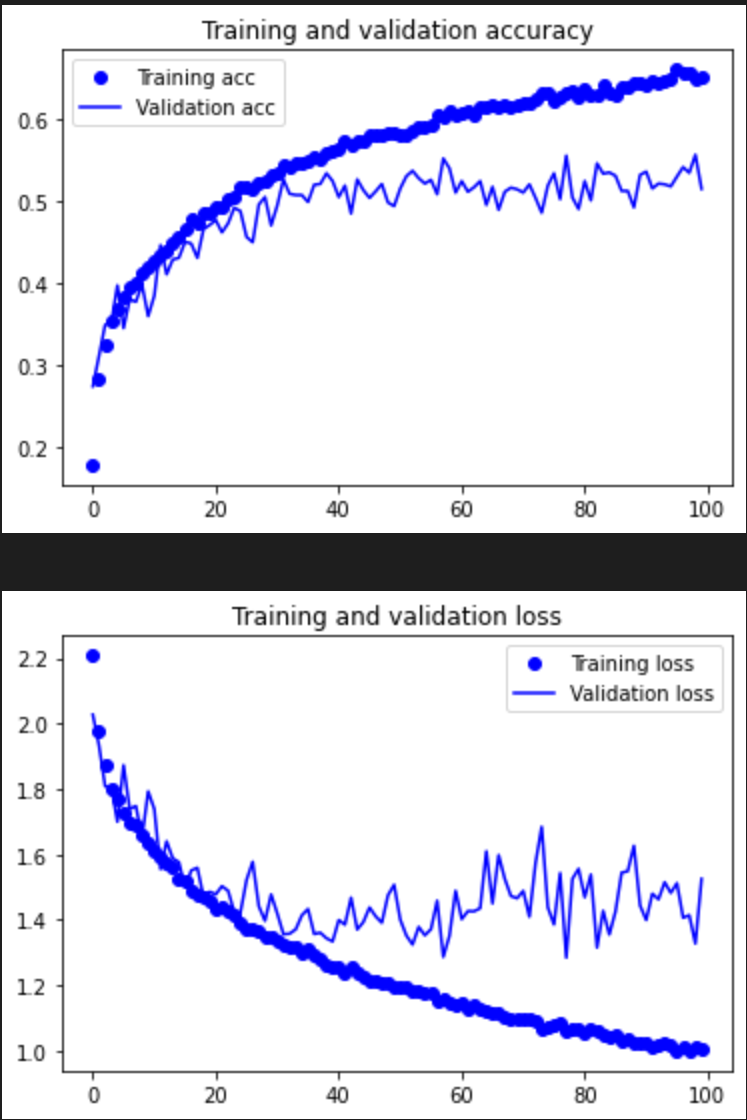 Training and validation accuracy
Training acc
Validation acc
0.6
0.5
0.4
0.3
0.2
0 20 40 60 80 100
Training and validation loss
Training loss
Validation loss
2.2
2.0
1.8
1.6
1.4
1.2
1.0
0 20 40 60 80 100